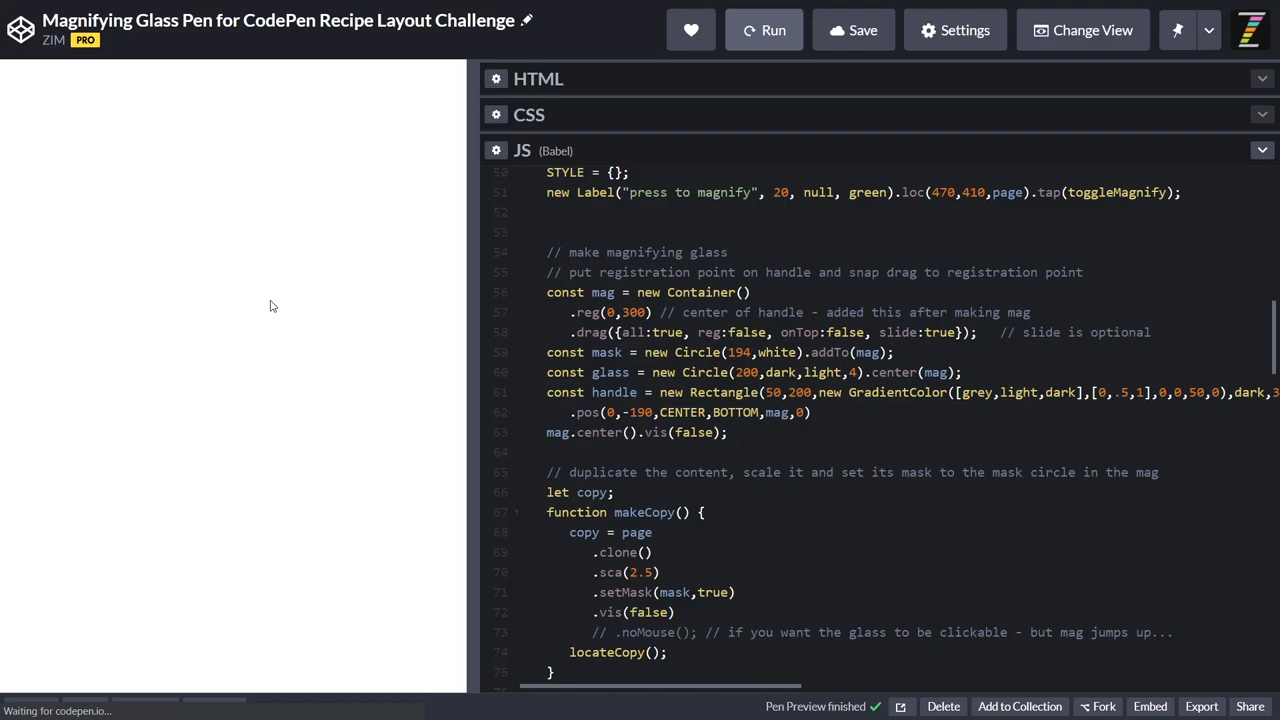 Magnifying Glass Pen for CodePen Recipe Layout Challenge
ZIM PRO
Run
Save
Settings
Change View
HTML
CSS
JS (Babel)
50 STYLE = {};
51 new Label("press to magnify", 20, null, green).loc(470,410,page).tap(toggleMagnify);
52
53
54 // make magnifying glass
55 // put registration point on handle and snap drag to registration point
56 const mag = new Container()
57 .reg(0,300) // center of handle - added this after making mag
58 .drag({all:true, reg:false, onTop:false, slide:true}); // slide is optional
59 const mask = new Circle(194,white).addTo(mag);
60 const glass = new Circle(200,dark,light,4).center(mag);
61 const handle = new Rectangle(50,200,new GradientColor([grey,light,dark],[0,.5,1],0,0,50,0),dark,3
62 .pos(0,-190,CENTER,BOTTOM,mag,0)
63 mag.center().vis(false);
64
65 // duplicate the content, scale it and set its mask to the mask circle in the mag
66 let copy;
67 function makeCopy() {
68 copy = page
69 .clone()
70 .sca(2.5)
71 .setMask(mask,true)
72 .vis(false)
73 // .noMouse(); // if you want the glass to be clickable - but mag jumps up...
74 locateCopy();
75 }
Waiting for codepen.io...
Pen Preview finished
Delete
Add to Collection
Fork
Embed
Export
Share